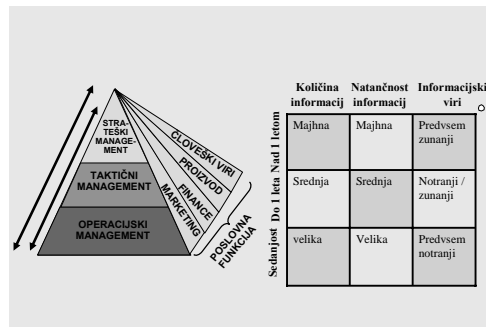 STRA-
TEŠKI
MANAGE-
MENT
TAKTIČNI
MANAGEMENT
OPERACIJSKI
MANAGEMENT
ČLOVEŠKI VIRI
PROIZVOD
FINANCE
MARKETING
POSLOVNA
FUNKCIJA
Količina
informacij
Natančnost
informacij
Informacijski
viri
Nad 1 letom
Majhna
Majhna
Predvsem
zunanji
Do 1 leta
Srednja
Srednja
Notranji /
zunanji
Sedanjost
velika
Velika
Predvsem
notranji